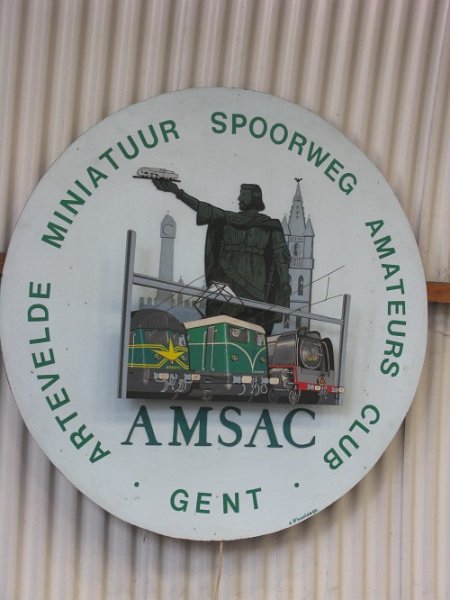 ARTEVELDE MINIATUUR SPOORWEG AMATEURS CLUB
AMSAC
· GENT ·